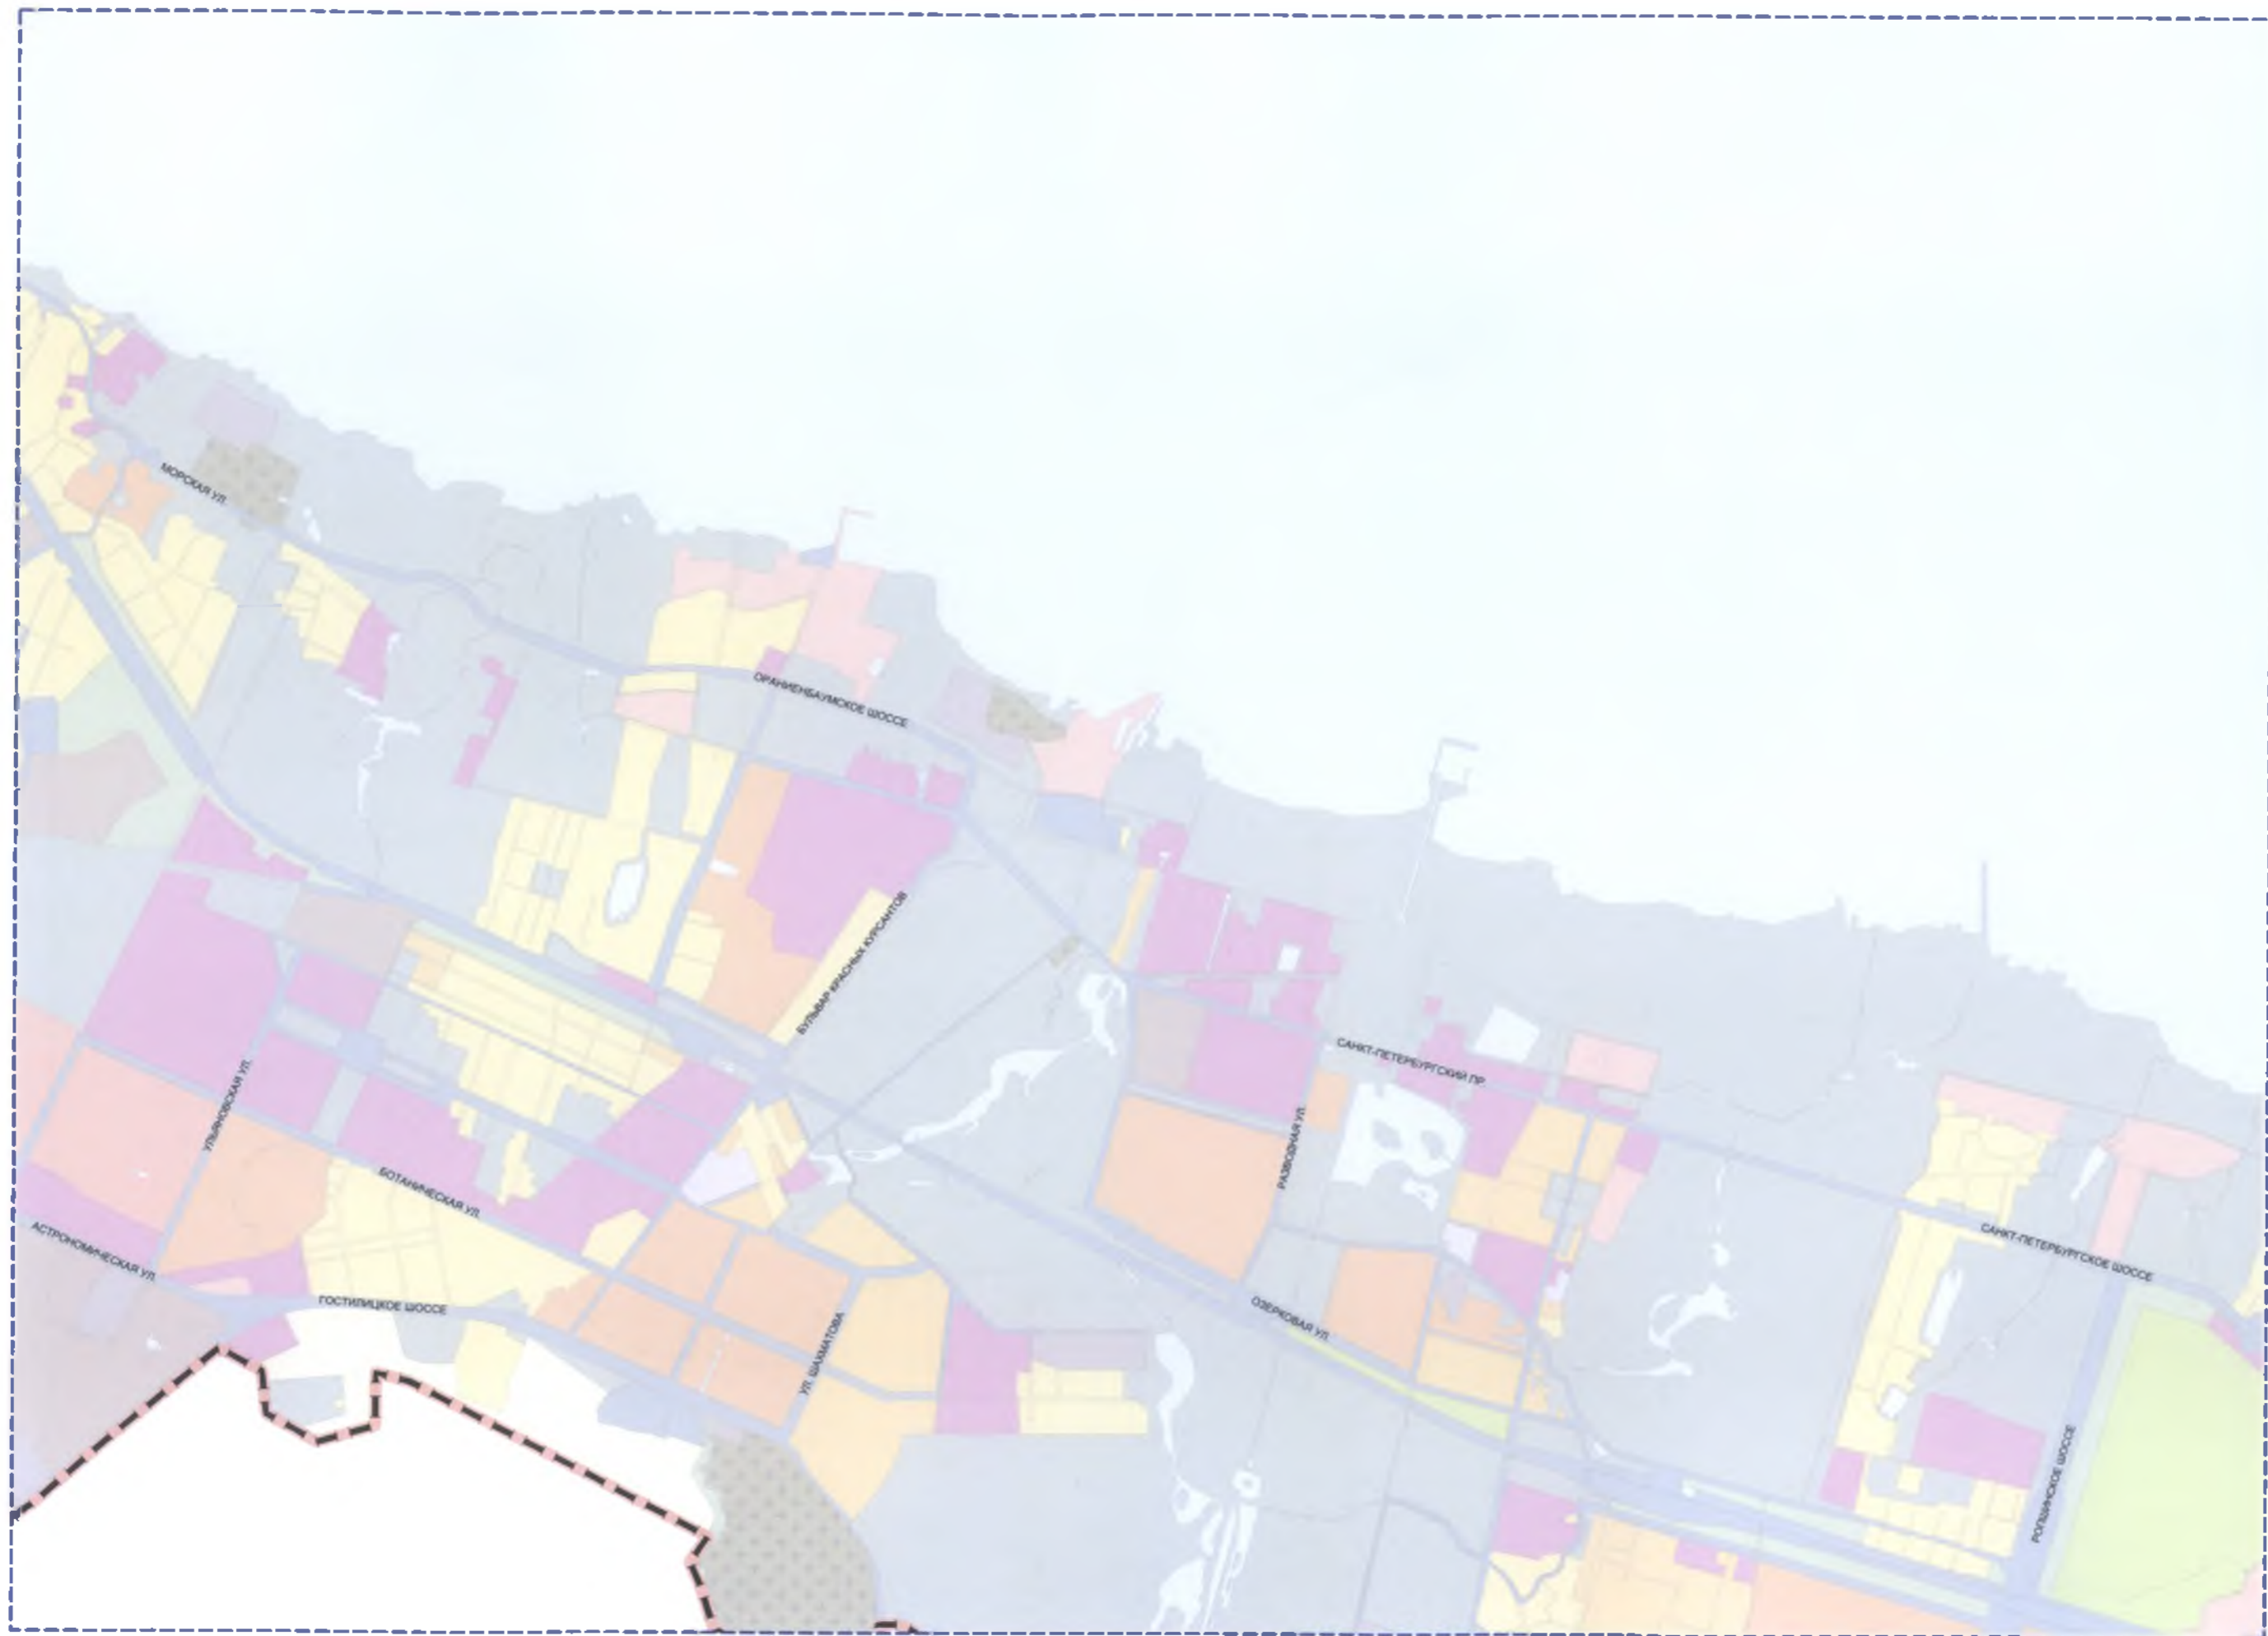 МОРСКАЯ УЛ.
ОРАНИЕНБАУМСКОЕ ШОССЕ
БУЛЬВАР КРАСНЫХ КУРСАНТОВ
САНКТ-ПЕТЕРБУРГСКИЙ ПР.
УЛЬЯНОВСКАЯ УЛ.
РАЗВОДНАЯ УЛ.
БОТАНИЧЕСКАЯ УЛ.
АСТРОНОМИЧЕСКАЯ УЛ.
САНКТ-ПЕТЕРБУРГСКОЕ ШОССЕ
ГОСТИЛИЦКОЕ ШОССЕ
ОЗЕРКОВАЯ УЛ.
УЛ. ШАХМАТОВА
РОПШИНСКОЕ ШОССЕ